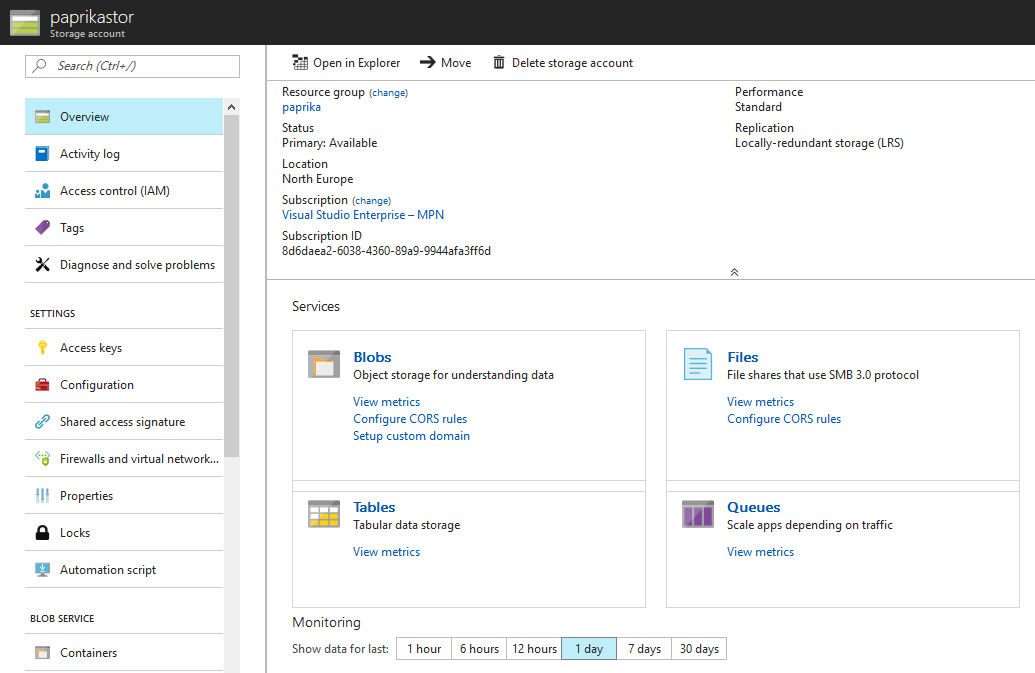 paprikastor
Storage account
Search (Ctrl+/)
Overview
Activity log
Access control (IAM)
Tags
Diagnose and solve problems
SETTINGS
Access keys
Configuration
Shared access signature
Firewalls and virtual network...
Properties
Locks
Automation script
BLOB SERVICE
Containers
Open in Explorer
Move
Delete storage account
Resource group (change)
paprika
Status
Primary: Available
Location
North Europe
Subscription (change)
Visual Studio Enterprise – MPN
Subscription ID
8d6daea2-6038-4360-89a9-9944afa3ff6d
Performance
Standard
Replication
Locally-redundant storage (LRS)
Services
Blobs
Object storage for understanding data
View metrics
Configure CORS rules
Setup custom domain
Files
File shares that use SMB 3.0 protocol
View metrics
Configure CORS rules
Tables
Tabular data storage
View metrics
Queues
Scale apps depending on traffic
View metrics
Monitoring
Show data for last: 1 hour 6 hours 12 hours 1 day 7 days 30 days